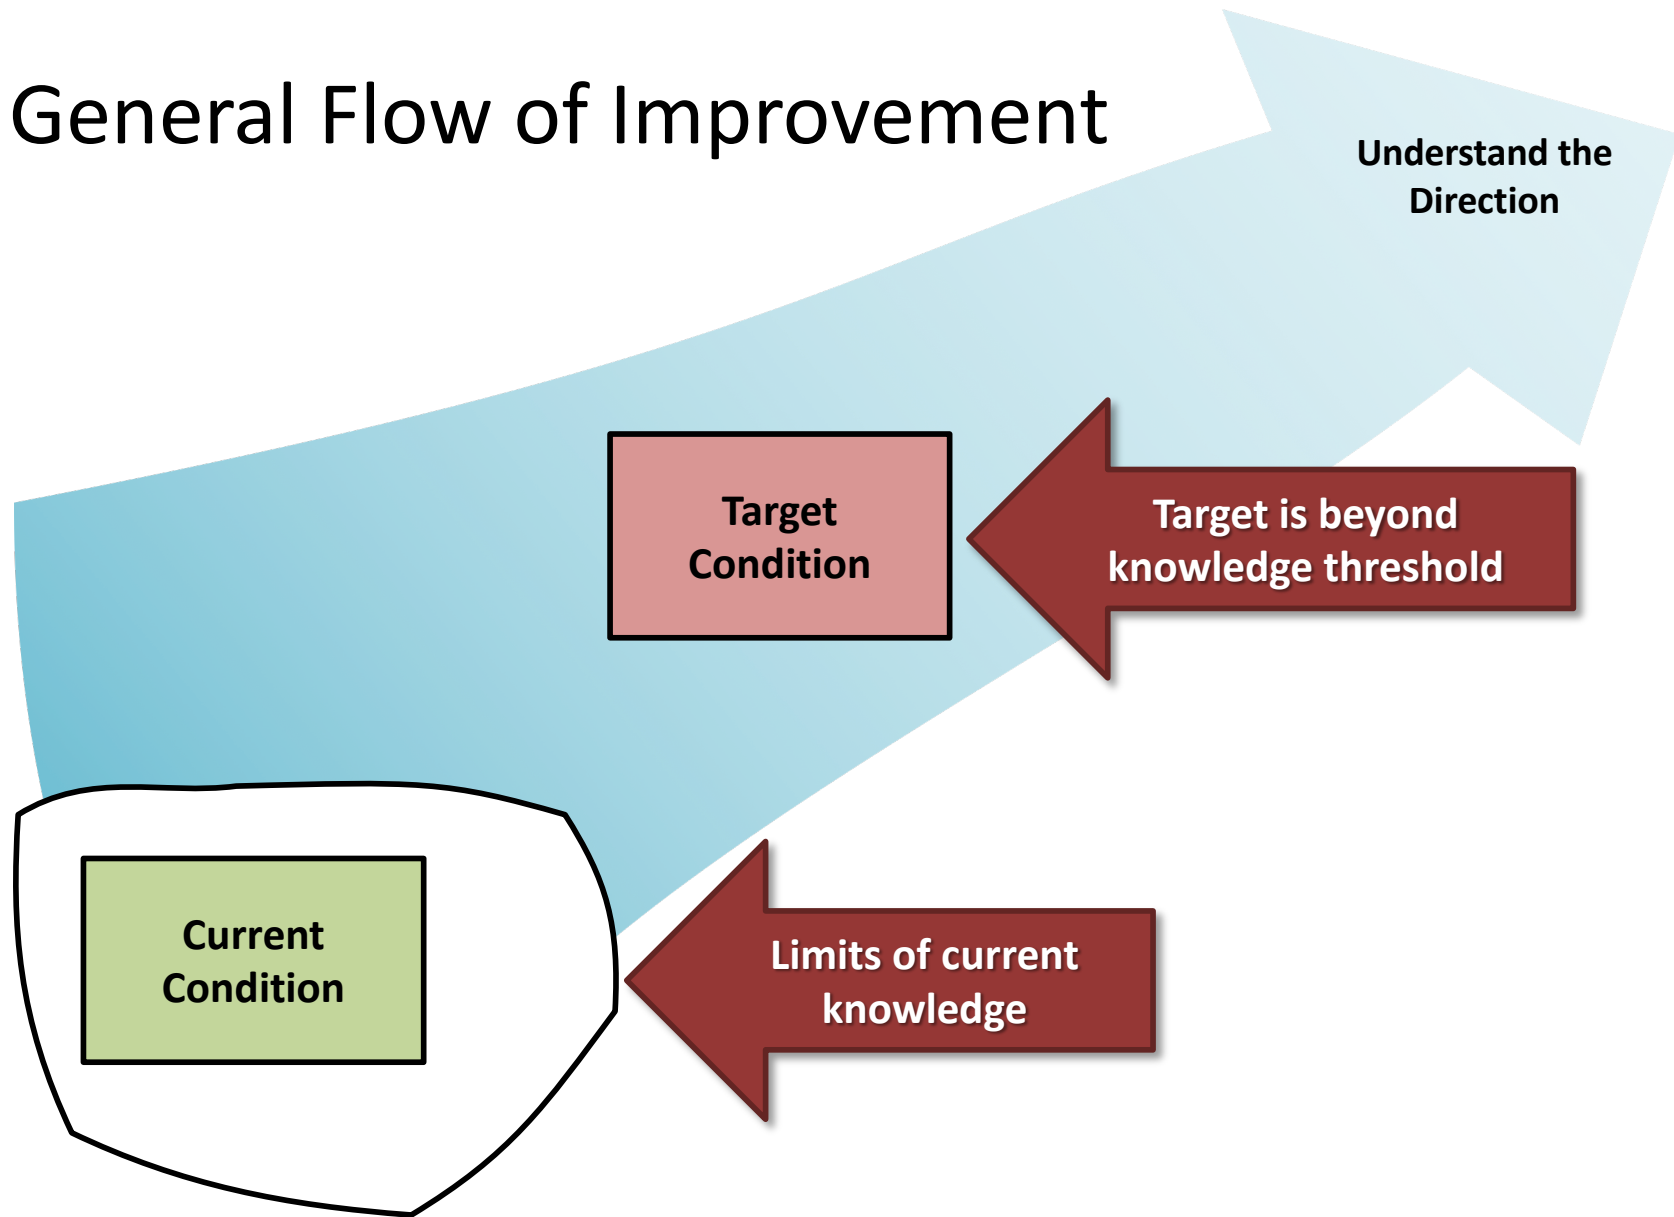 General Flow of Improvement
Understand the
Direction
Target
Condition
Target is beyond
knowledge threshold
Current
Condition
Limits of current
knowledge